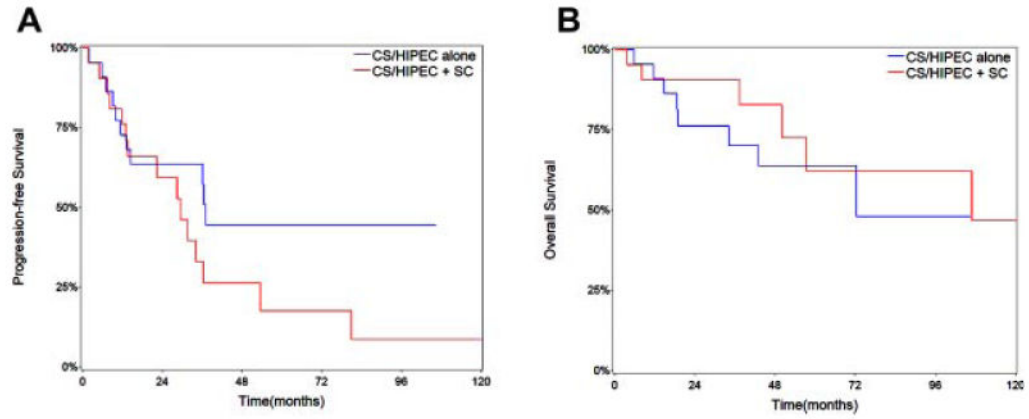 A
CS/HIPEC alone
CS/HIPEC + SC
Progression-free Survival
100%
75%
50%
25%
0%
0 24 48 72 96 120
Time(months)
B
CS/HIPEC alone
CS/HIPEC + SC
Overall Survival
100%
75%
50%
25%
0%
0 24 48 72 96 120
Time(months)